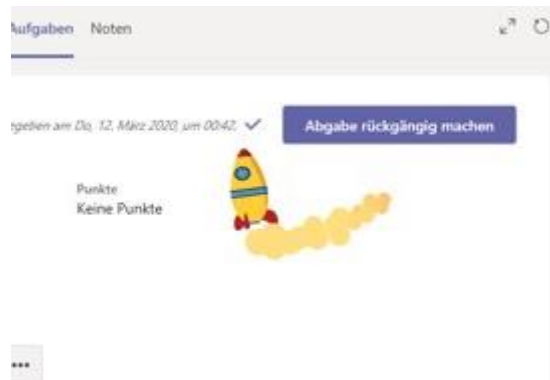 Aufgaben Noten
egeben am Do, 12. März 2020, um 00:42. Abgabe rückgängig machen
Punkte
Keine Punkte